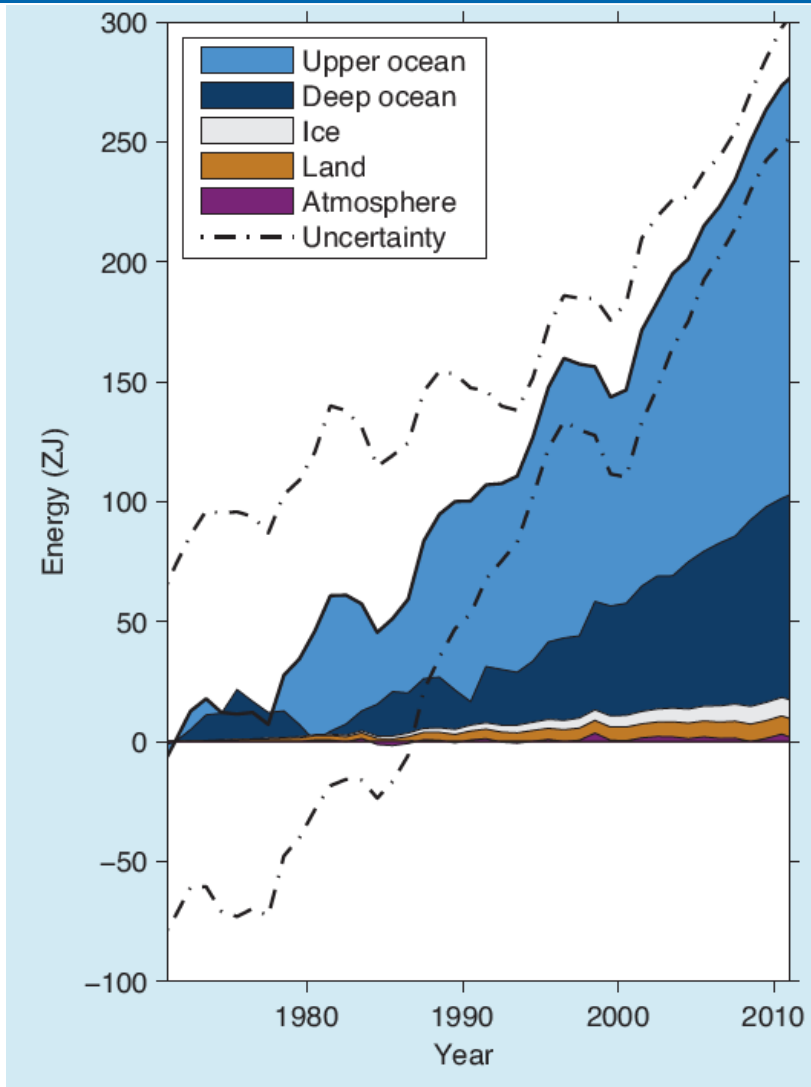 300
250
200
150
100
50
0
−50
−100
Energy (ZJ)
Upper ocean
Deep ocean
Ice
Land
Atmosphere
Uncertainty
1980
1990
2000
2010
Year